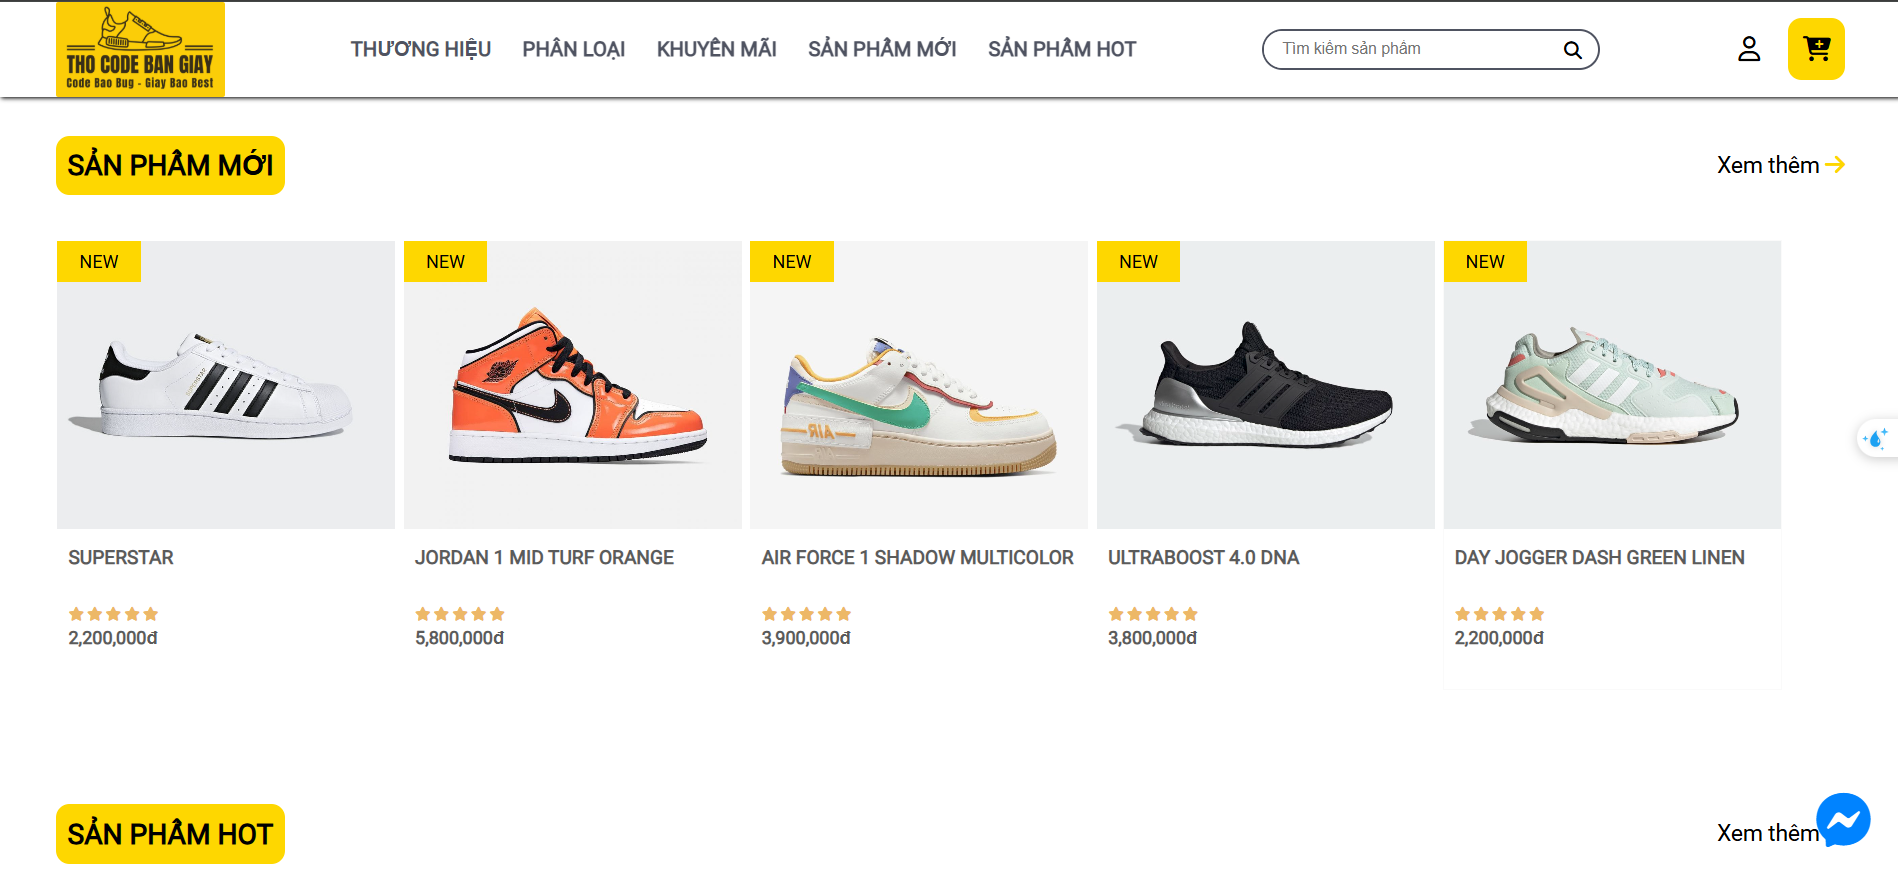 THO CODE BAN GIAY
Code Bao Bug - Giay Bao Best
THƯƠNG HIỆU
PHÂN LOẠI
KHUYẾN MÃI
SẢN PHẨM MỚI
SẢN PHẨM HOT
Tìm kiếm sản phẩm
SẢN PHẨM MỚI
Xem thêm
NEW
NEW
NEW
NEW
NEW
SUPERSTAR
AIR
SUPERSTAR
JORDAN 1 MID TURF ORANGE
AIR FORCE 1 SHADOW MULTICOLOR
ULTRABOOST 4.0 DNA
DAY JOGGER DASH GREEN LINEN
2,200,000đ
5,800,000đ
3,900,000đ
3,800,000đ
2,200,000đ
SẢN PHẨM HOT
Xem thêm